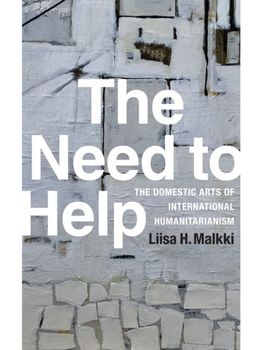 The
Need to
THE DOMESTIC ARTS OF
INTERNATIONAL
HUMANITARIANISM
Help
Liisa H. Malkki